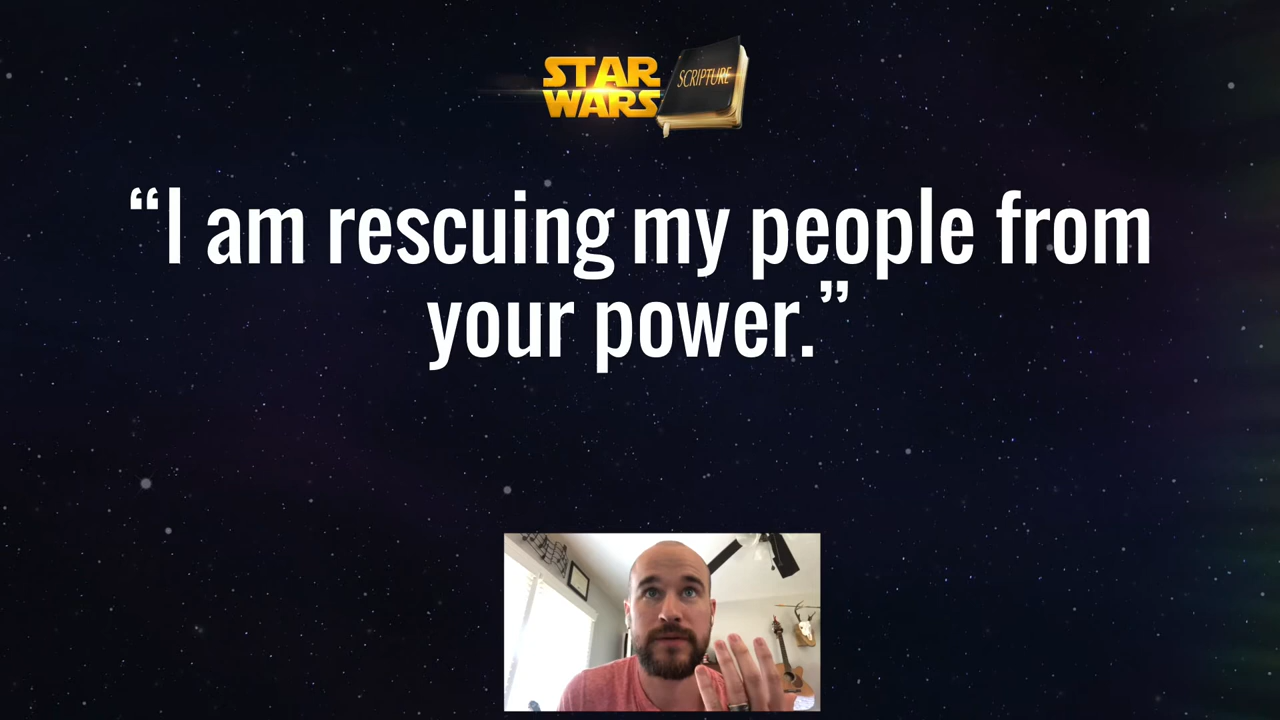 STAR
WARS
SCRIPTURE
“I am rescuing my people from
your power.”